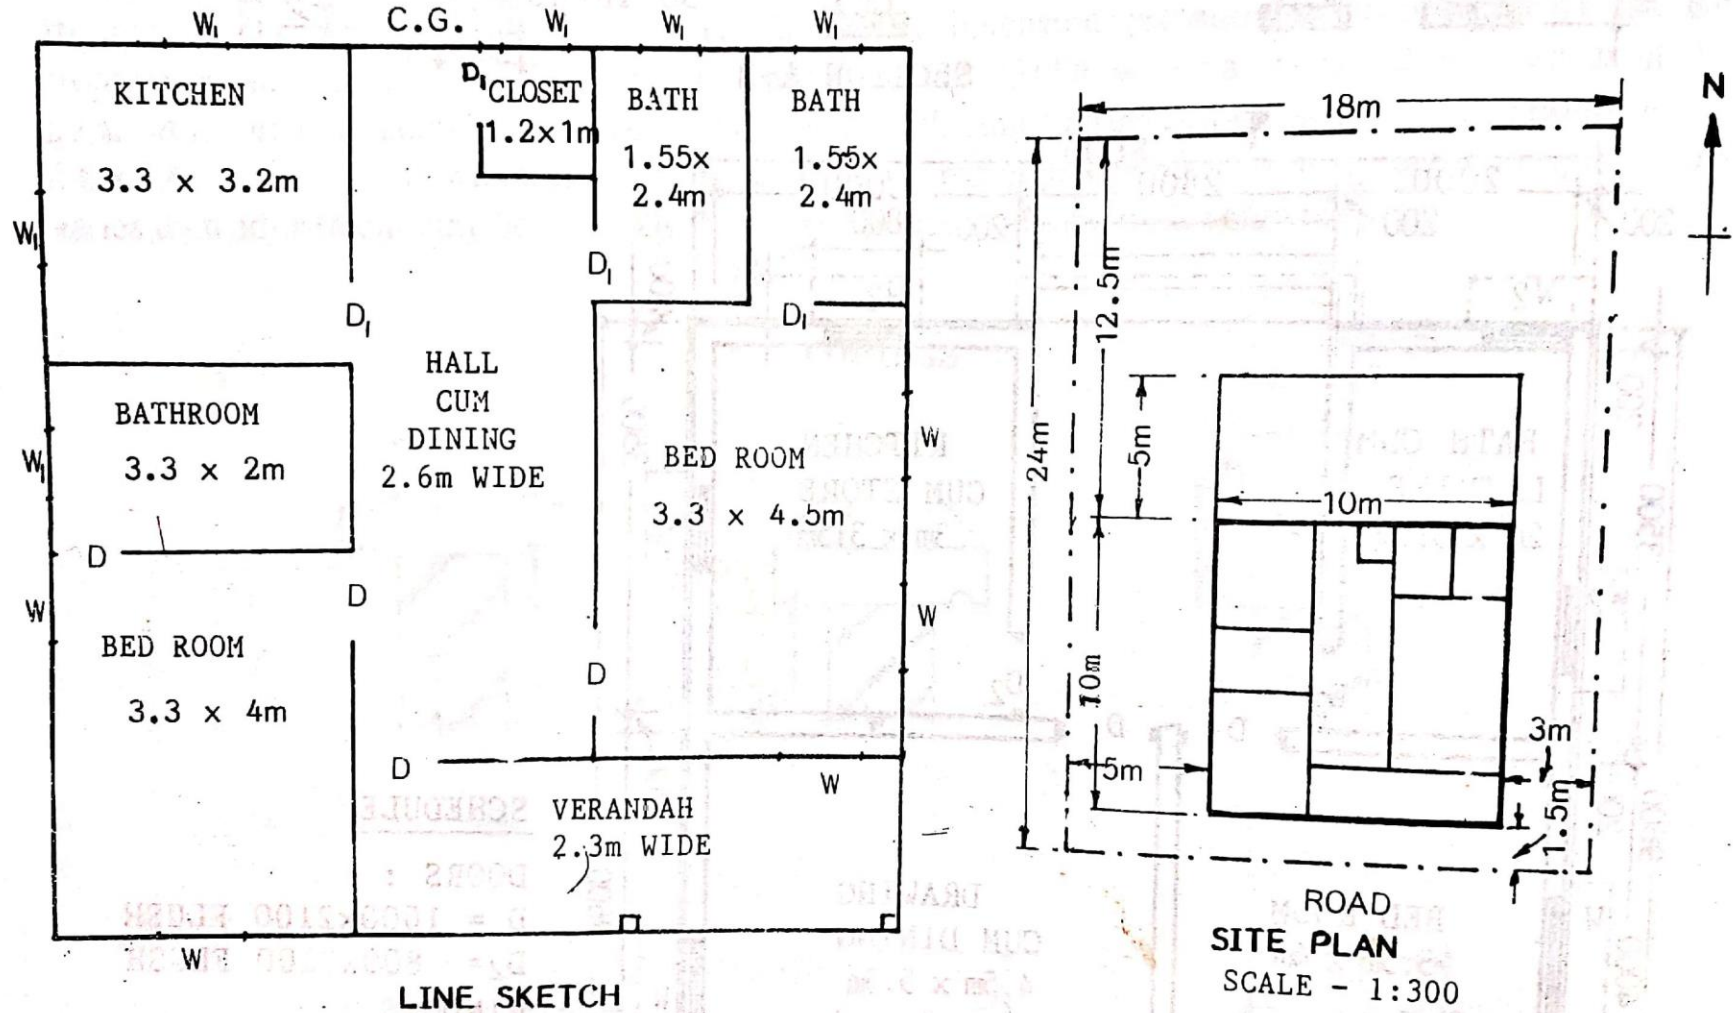 W₁ C.G. W₁ W₁ W₁
KITCHEN
3.3 x 3.2m
D₁
CLOSET
1.2x1m
BATH
1.55x
2.4m
BATH
1.55x
2.4m
W₁
D₁
D₁
D₁
HALL
CUM
DINING
2.6m WIDE
BATHROOM
3.3 x 2m
W₁
BED ROOM
3.3 x 4.5m
W
D
D
W
W
BED ROOM
3.3 x 4m
D
D
W
VERANDAH
2.3m WIDE
W
LINE SKETCH
18m
N
12.5m
24m
5m
10m
10m
5m
3m
1.5m
ROAD
SITE PLAN
SCALE - 1:300